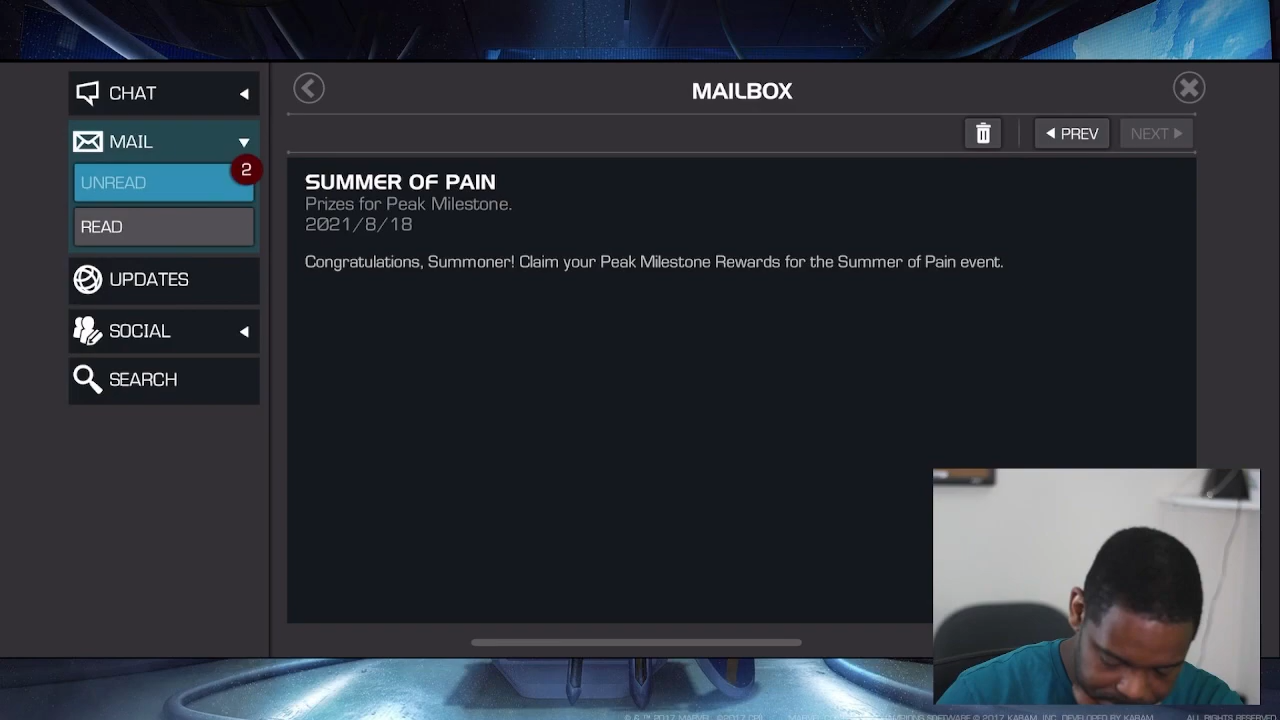 MAILBOX
CHAT
MAIL
2
UNREAD
READ
UPDATES
SOCIAL
SEARCH
PREV
NEXT
SUMMER OF PAIN
Prizes for Peak Milestone.
2021/8/18
Congratulations, Summoner! Claim your Peak Milestone Rewards for the Summer of Pain event.